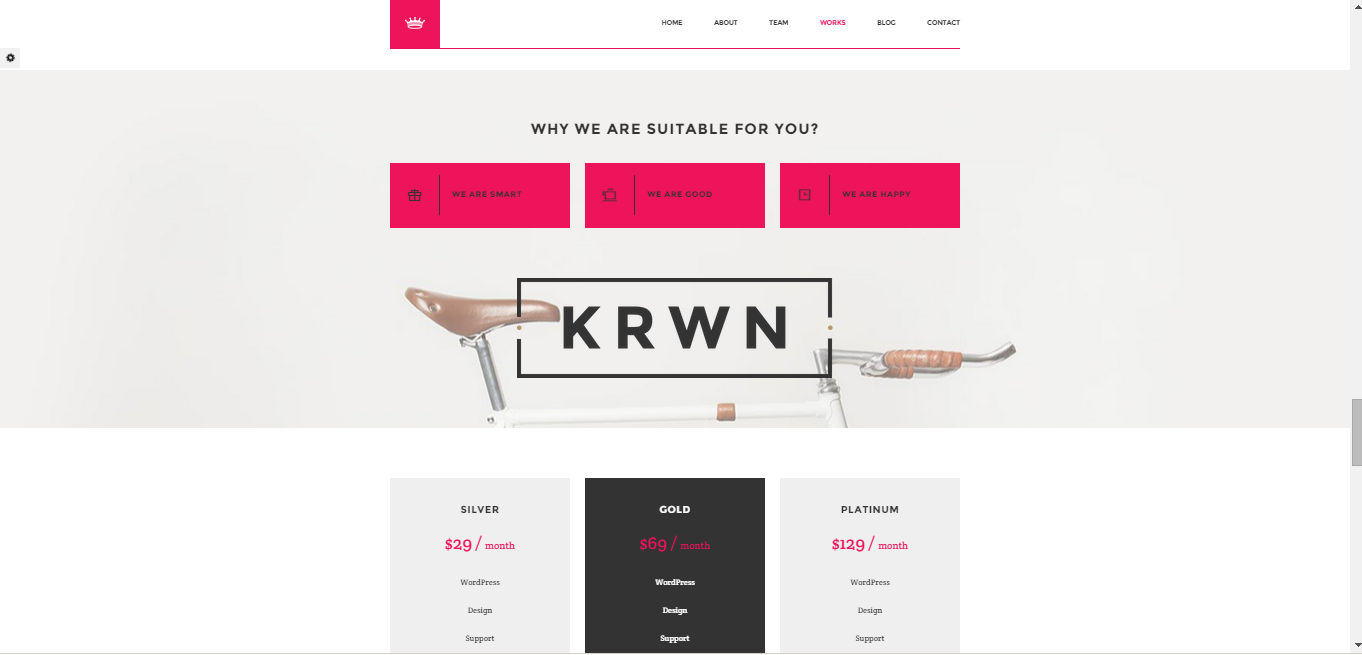 HOME ABOUT TEAM WORKS BLOG CONTACT
WHY WE ARE SUITABLE FOR YOU?
WE ARE SMART
WE ARE GOOD
WE ARE HAPPY
KRWN
SILVER
$29 / month
WordPress
Design
Support
GOLD
$69 / month
WordPress
Design
Support
PLATINUM
$129 / month
WordPress
Design
Support